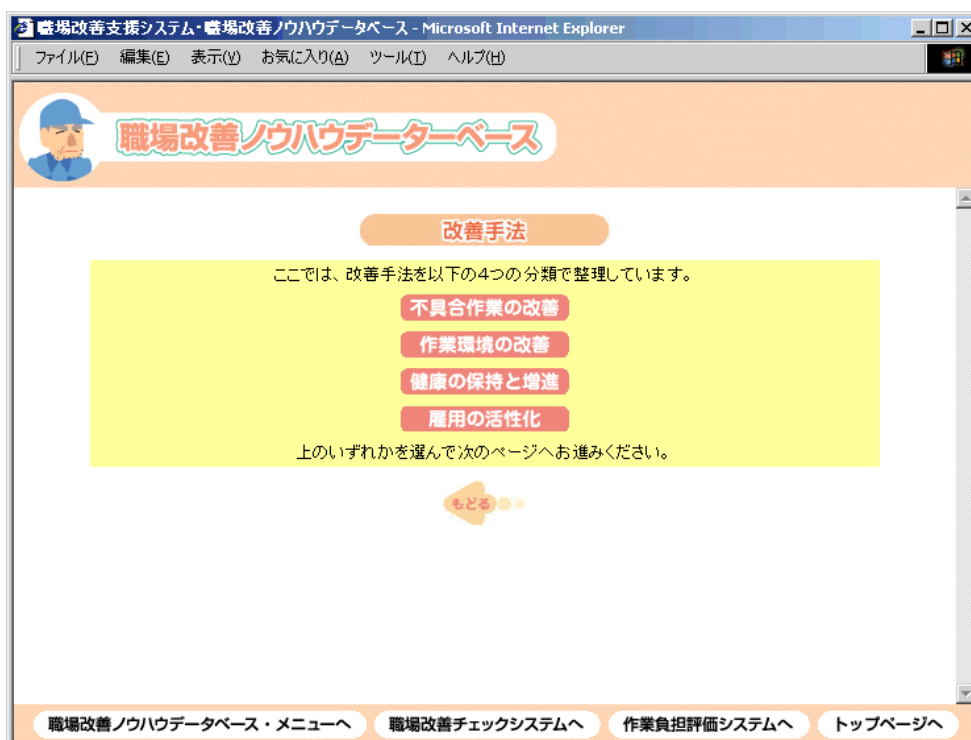 職場改善支援システム・職場改善ノウハウデータベース - Microsoft Internet Explorer
ファイル(F) 編集(E) 表示(V) お気に入り(A) ツール(T) ヘルプ(H)
職場改善ノウハウデーターベース
改善手法
ここでは、改善手法を以下の4つの分類で整理しています。
不具合作業の改善
作業環境の改善
健康の保持と増進
雇用の活性化
上のいずれかを選んで次のページへお進みください。
もどる
職場改善ノウハウデータベース・メニューへ 職場改善チェックシステムへ 作業負担評価システムへ トップページへ